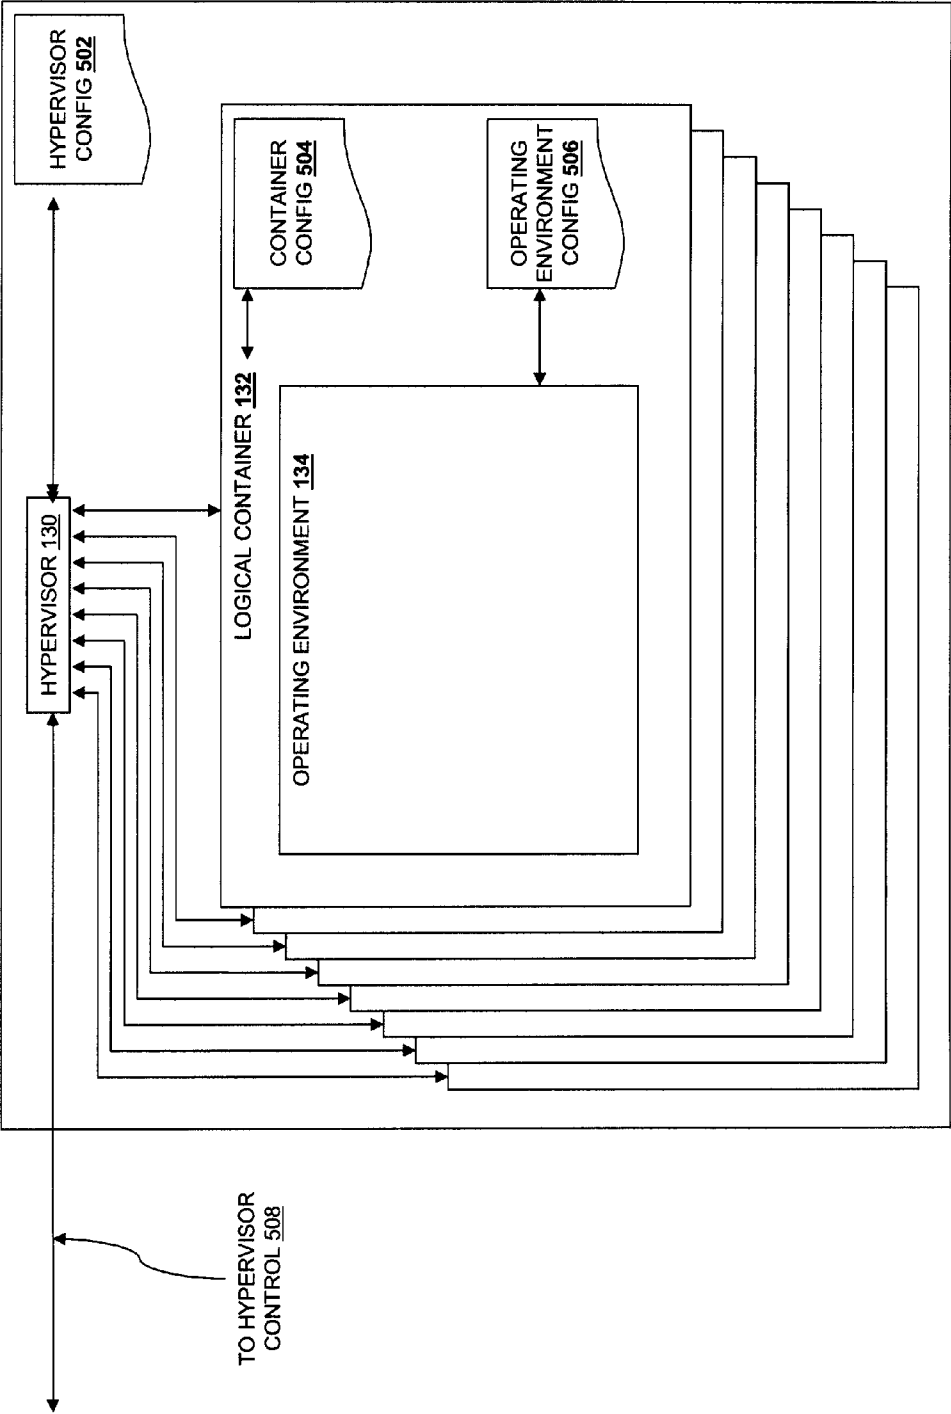 HYPERVISOR
CONFIG 502
HYPERVISOR 130
CONTAINER
CONFIG 504
LOGICAL CONTAINER 132
OPERATING
ENVIRONMENT
CONFIG 506
OPERATING ENVIRONMENT 134
TO HYPERVISOR
CONTROL 508